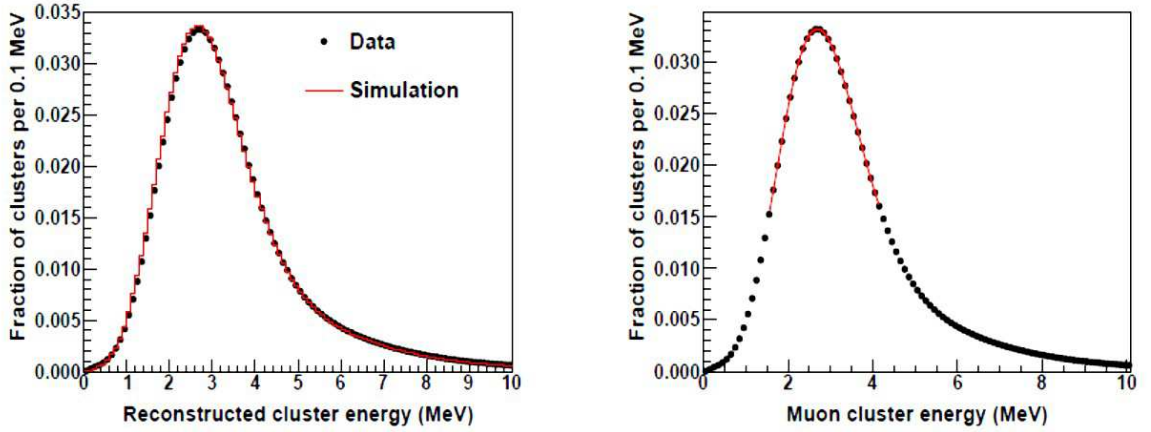 Fraction of clusters per 0.1 MeV
0.035
0.030
0.025
0.020
0.015
0.010
0.005
0.000
Data
Simulation
0 1 2 3 4 5 6 7 8 9 10
Reconstructed cluster energy (MeV)
Fraction of clusters per 0.1 MeV
0.030
0.025
0.020
0.015
0.010
0.005
0.000
0 2 4 6 8 10
Muon cluster energy (MeV)